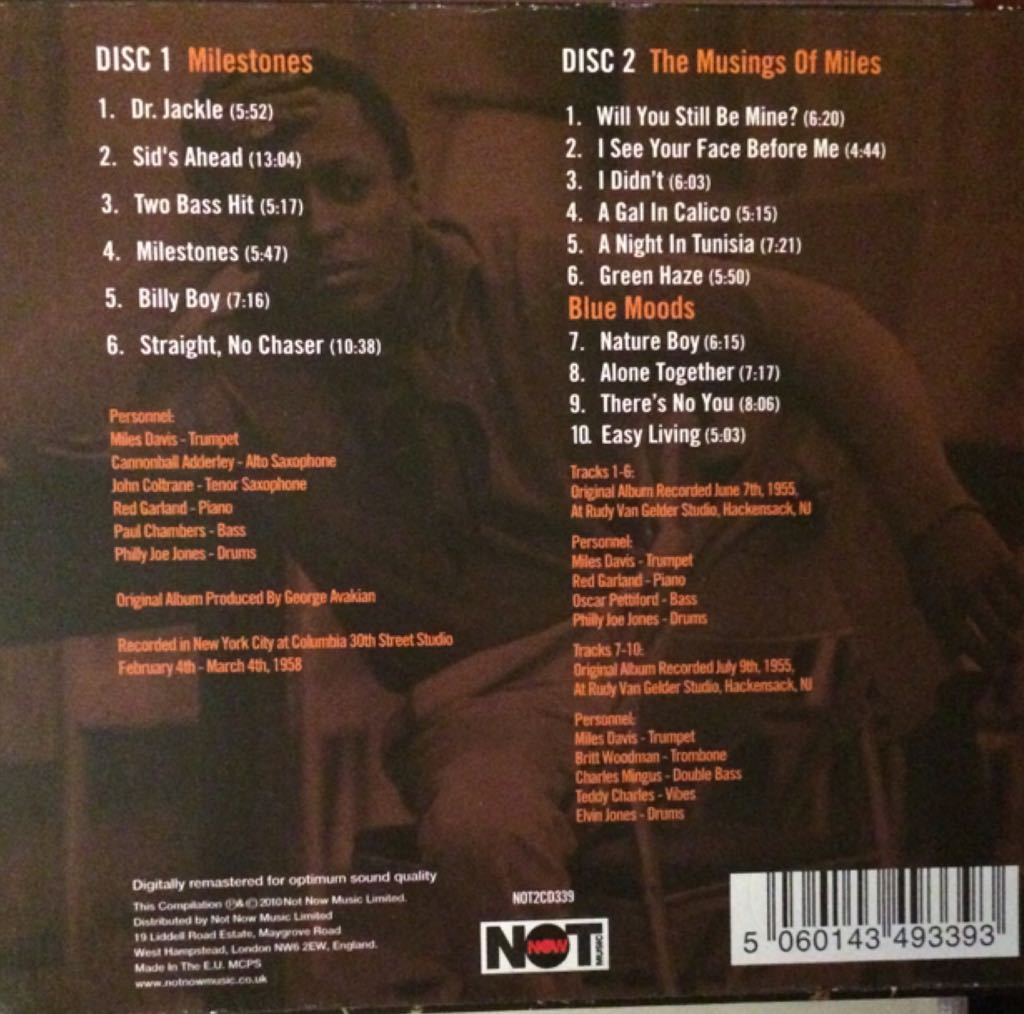 DISC 1 Milestones
1. Dr. Jackle (5:52)
2. Sid's Ahead (13:04)
3. Two Bass Hit (5:17)
4. Milestones (5:47)
5. Billy Boy (7:16)
6. Straight, No Chaser (10:38)
Personnel:
Miles Davis - Trumpet
Cannonball Adderley - Alto Saxophone
John Coltrane - Tenor Saxophone
Red Garland - Piano
Paul Chambers - Bass
Philly Joe Jones - Drums
Original Album Produced By George Avakian
Recorded in New York City at Columbia 30th Street Studio
February 4th - March 4th, 1958
DISC 2 The Musings Of Miles
1. Will You Still Be Mine? (6:20)
2. I See Your Face Before Me (4:44)
3. I Didn't (6:03)
4. A Gal In Calico (5:15)
5. A Night In Tunisia (7:21)
6. Green Haze (5:50)
Blue Moods
7. Nature Boy (6:15)
8. Alone Together (7:17)
9. There's No You (8:06)
10. Easy Living (5:03)
Tracks 1-6:
Original Album Recorded June 7th, 1955,
At Rudy Van Gelder Studio, Hackensack, NJ
Personnel:
Miles Davis - Trumpet
Red Garland - Piano
Oscar Pettiford - Bass
Philly Joe Jones - Drums
Tracks 7-10:
Original Album Recorded July 9th, 1955,
At Rudy Van Gelder Studio, Hackensack, NJ
Personnel:
Miles Davis - Trumpet
Britt Woodman - Trombone
Charles Mingus - Double Bass
Teddy Charles - Vibes
Elvin Jones - Drums
Digitally remastered for optimum sound quality
This Compilation ℗&© 2010 Not Now Music Limited.
Distributed by Not Now Music Limited
19 Liddell Road Estate, Maygrove Road
West Hampstead, London NW6 2EW, England.
Made In The E.U. MCPS
www.notnowmusic.co.uk
NOT2CD339
NOT NOW MUSIC
5 060143 493393